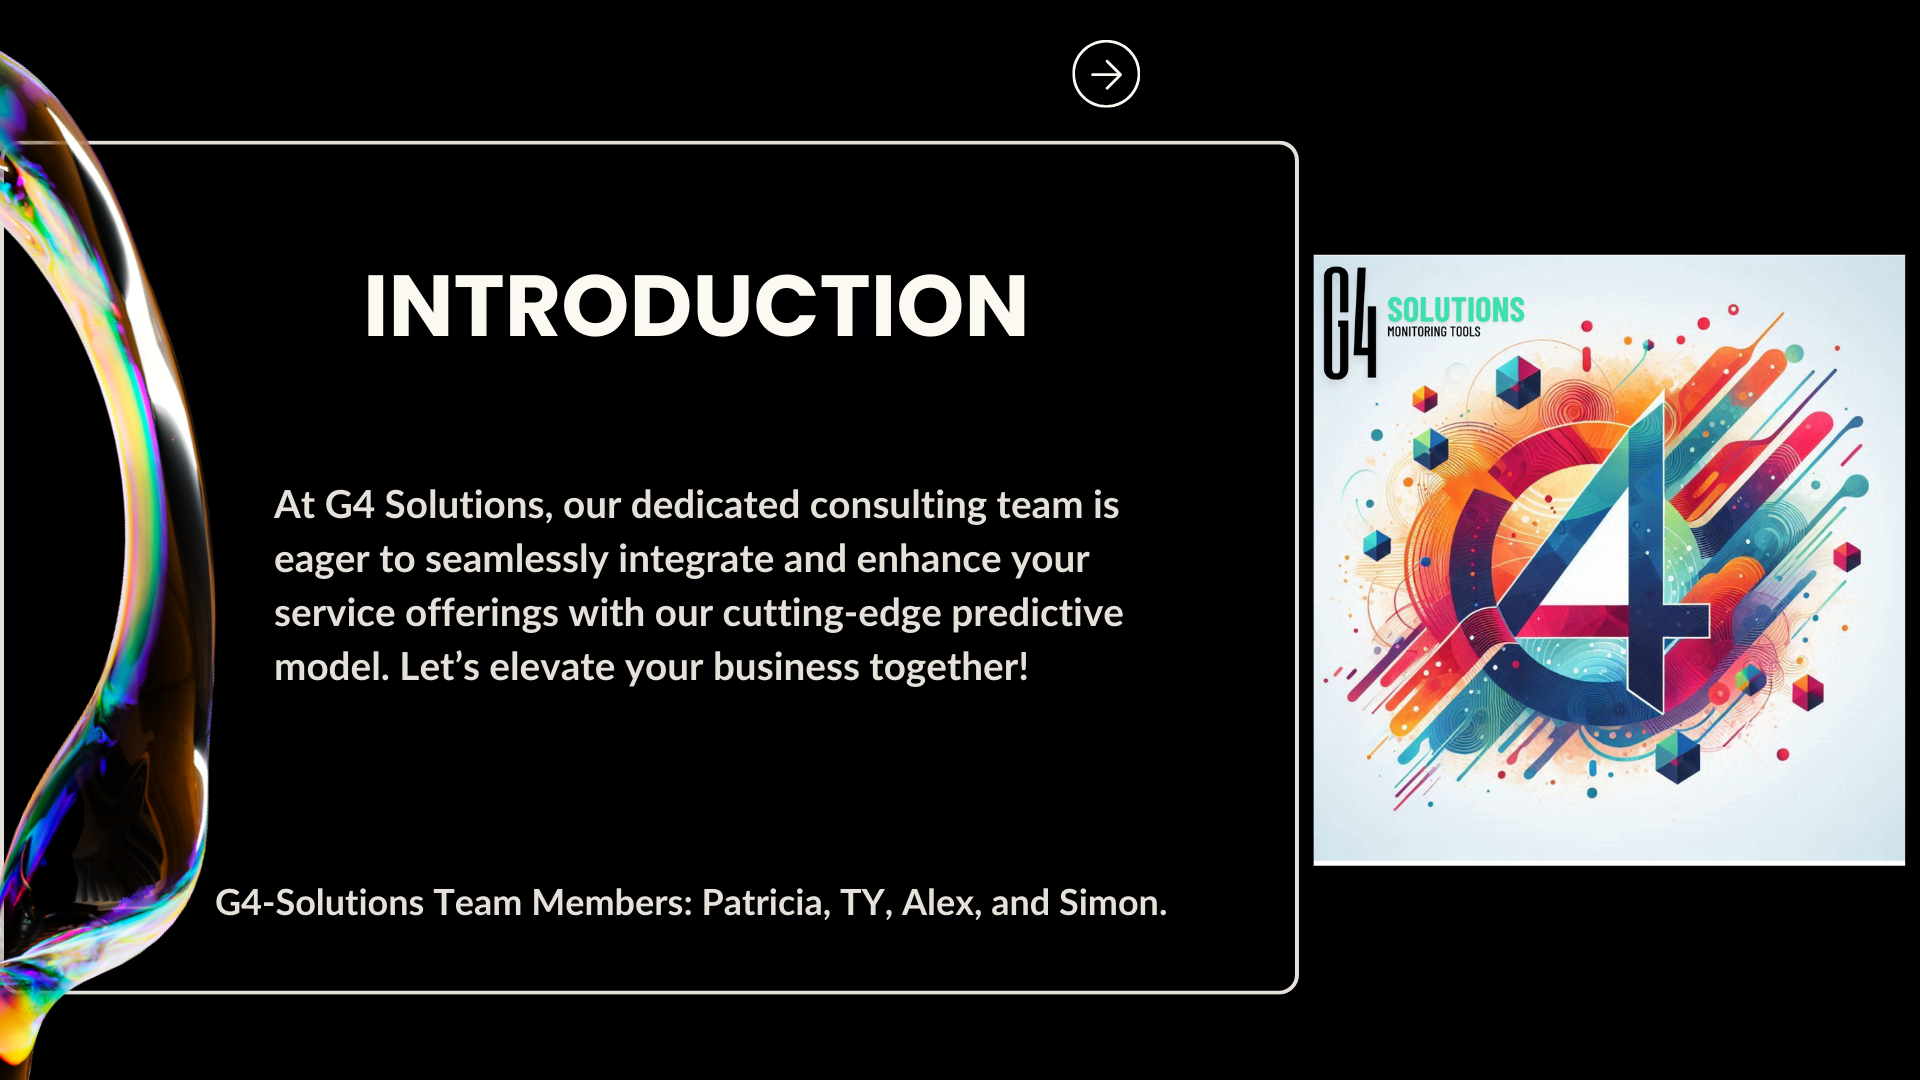 INTRODUCTION
At G4 Solutions, our dedicated consulting team is
eager to seamlessly integrate and enhance your
service offerings with our cutting-edge predictive
model. Let’s elevate your business together!
G4-Solutions Team Members: Patricia, TY, Alex, and Simon.
G4
SOLUTIONS
MONITORING TOOLS
4